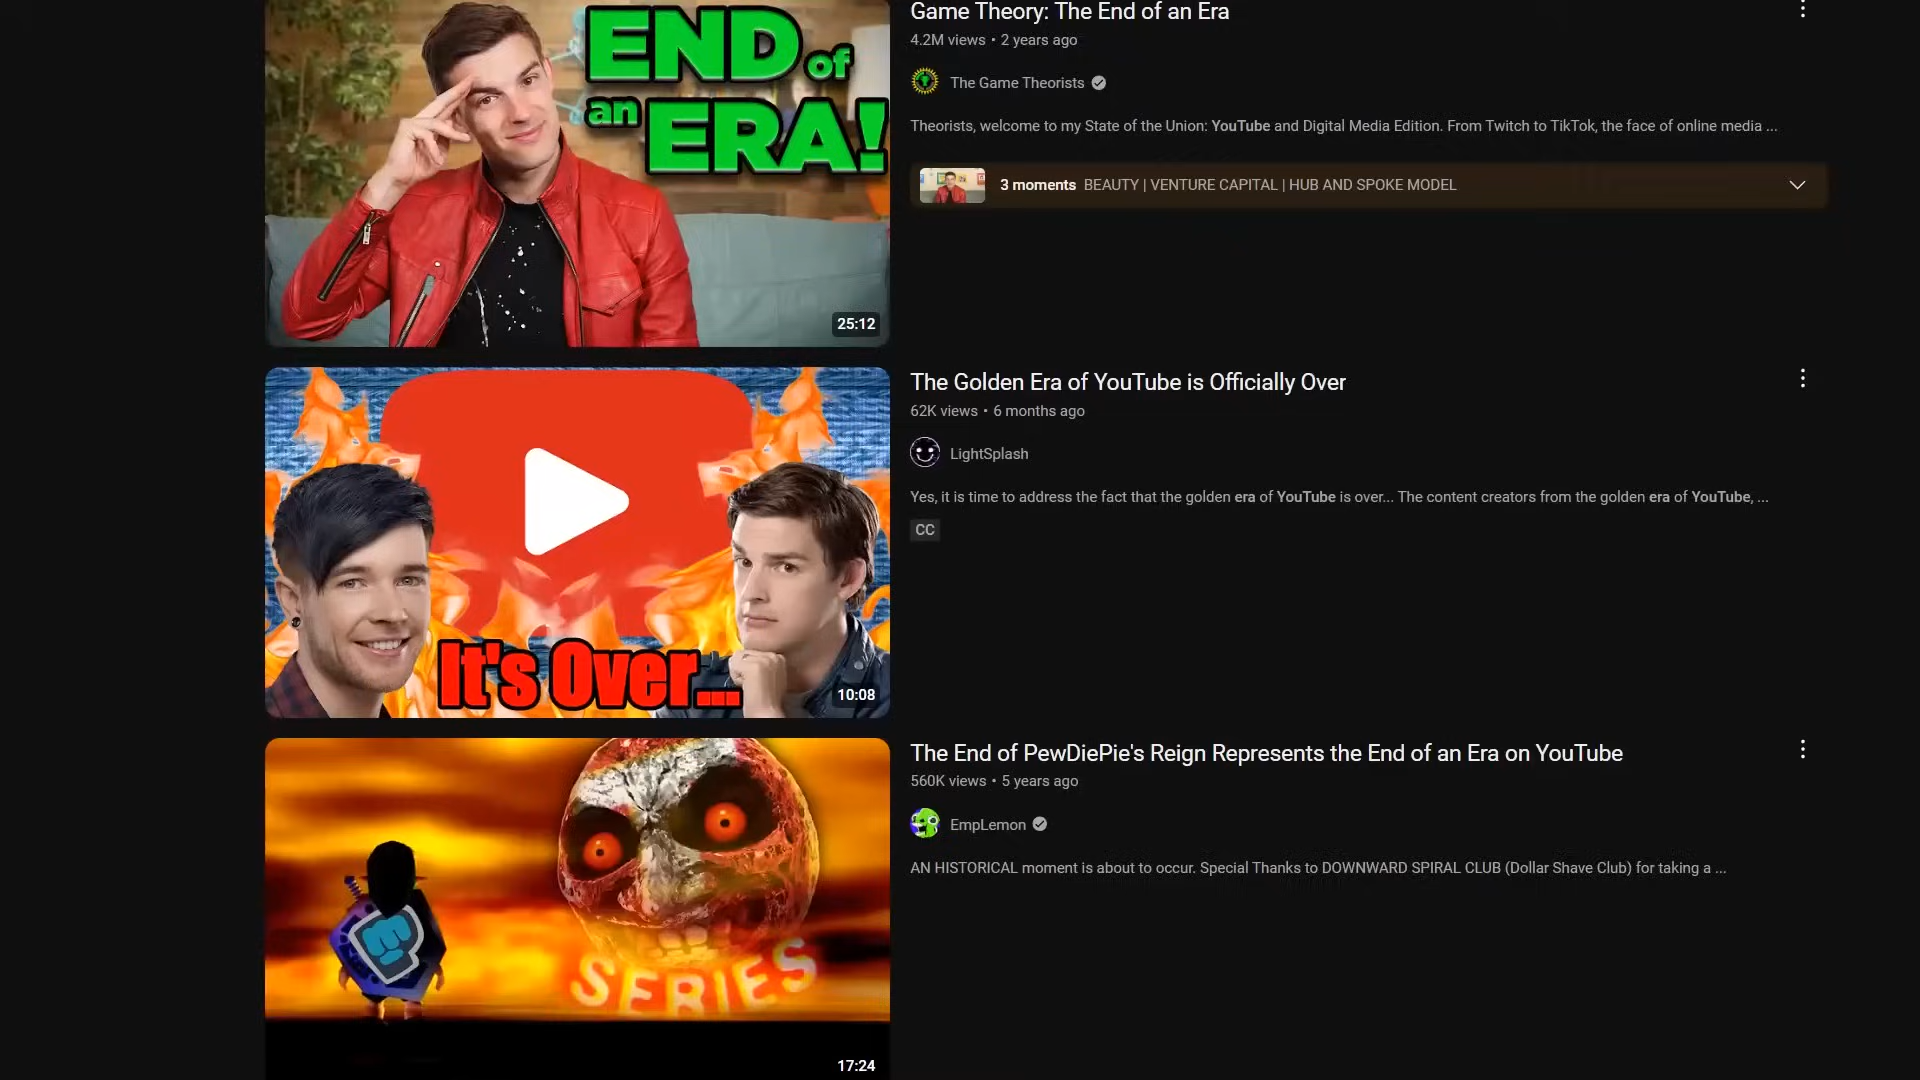 END of
an ERA!
25:12
Game Theory: The End of an Era
4.2M views • 2 years ago
The Game Theorists
Theorists, welcome to my State of the Union: YouTube and Digital Media Edition. From Twitch to TikTok, the face of online media ...
3 moments BEAUTY | VENTURE CAPITAL | HUB AND SPOKE MODEL
It's Over...
10:08
The Golden Era of YouTube is Officially Over
62K views • 6 months ago
LightSplash
Yes, it is time to address the fact that the golden era of YouTube is over... The content creators from the golden era of YouTube, ...
CC
SERIES
17:24
The End of PewDiePie's Reign Represents the End of an Era on YouTube
560K views • 5 years ago
EmpLemon
AN HISTORICAL moment is about to occur. Special Thanks to DOWNWARD SPIRAL CLUB (Dollar Shave Club) for taking a ...